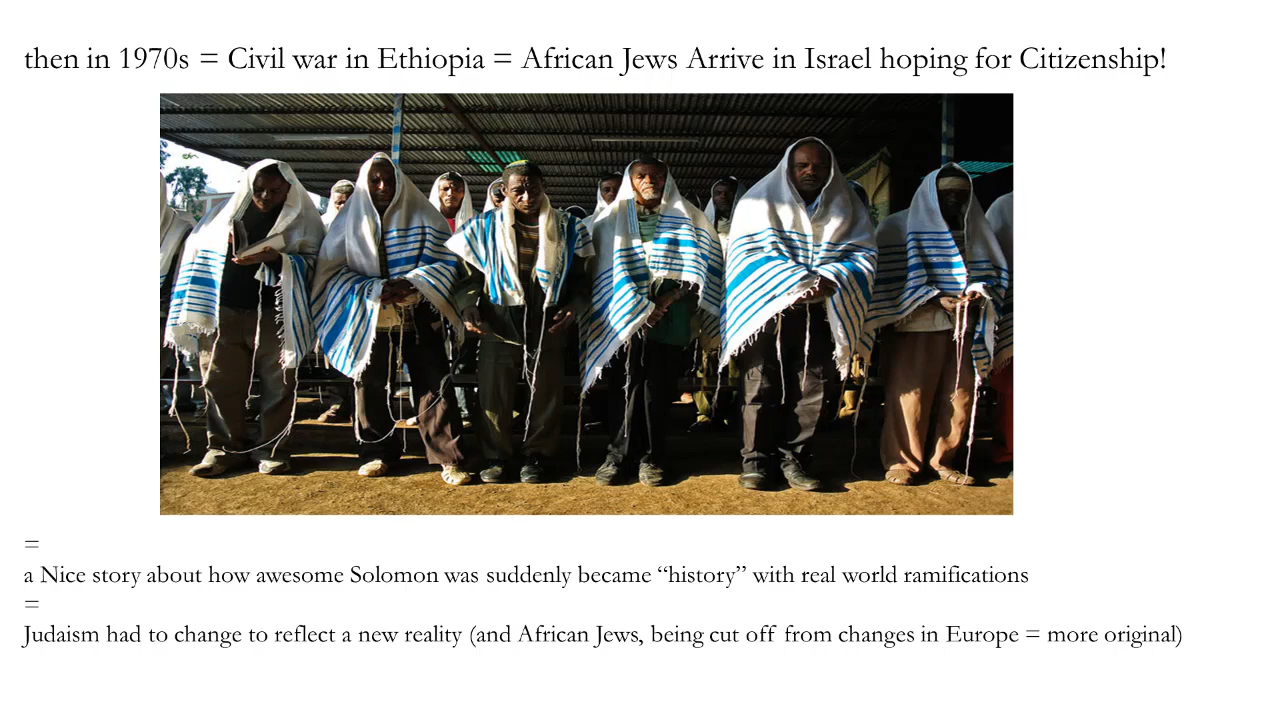 then in 1970s = Civil war in Ethiopia = African Jews Arrive in Israel hoping for Citizenship!
=
a Nice story about how awesome Solomon was suddenly became “history” with real world ramifications
=
Judaism had to change to reflect a new reality (and African Jews, being cut off from changes in Europe = more original)